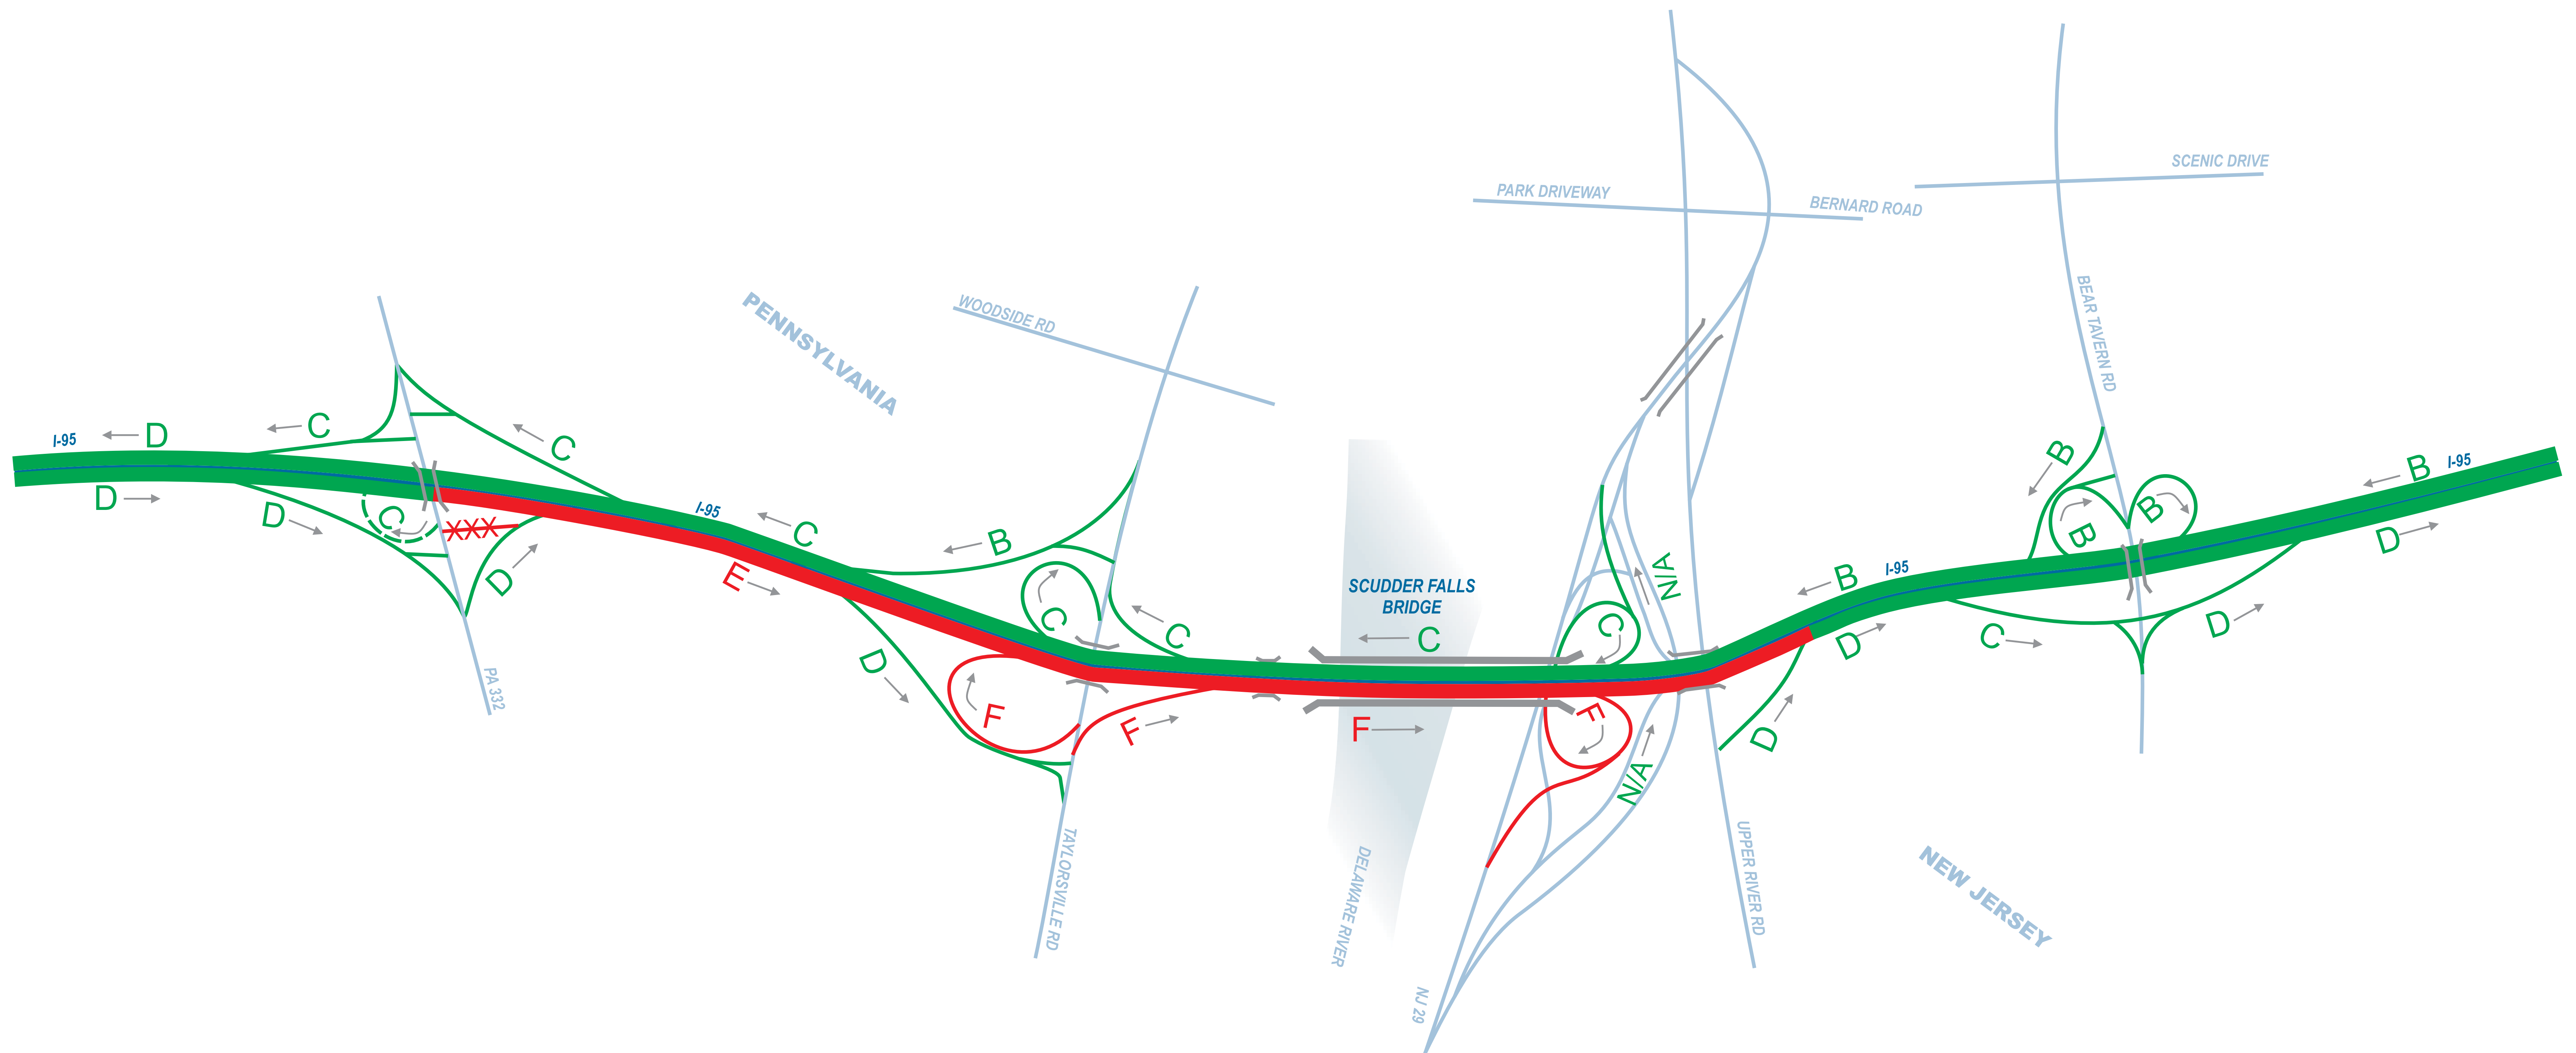 SCENIC DRIVE
PARK DRIVEWAY
BERNARD ROAD
PENNSYLVANIA
WOODSIDE RD
BEAR TAVERN RD
I-95
D
C
C
D
D
C
XXX
D
PA 332
I-95
C
E
B
C
C
D
F
F
TAYLORSVILLE RD
SCUDDER FALLS
BRIDGE
C
F
DELAWARE RIVER
N/A
C
F
N/A
NJ 29
D
UPPER RIVER RD
B
I-95
D
B
B
B
C
D
B
I-95
D
NEW JERSEY